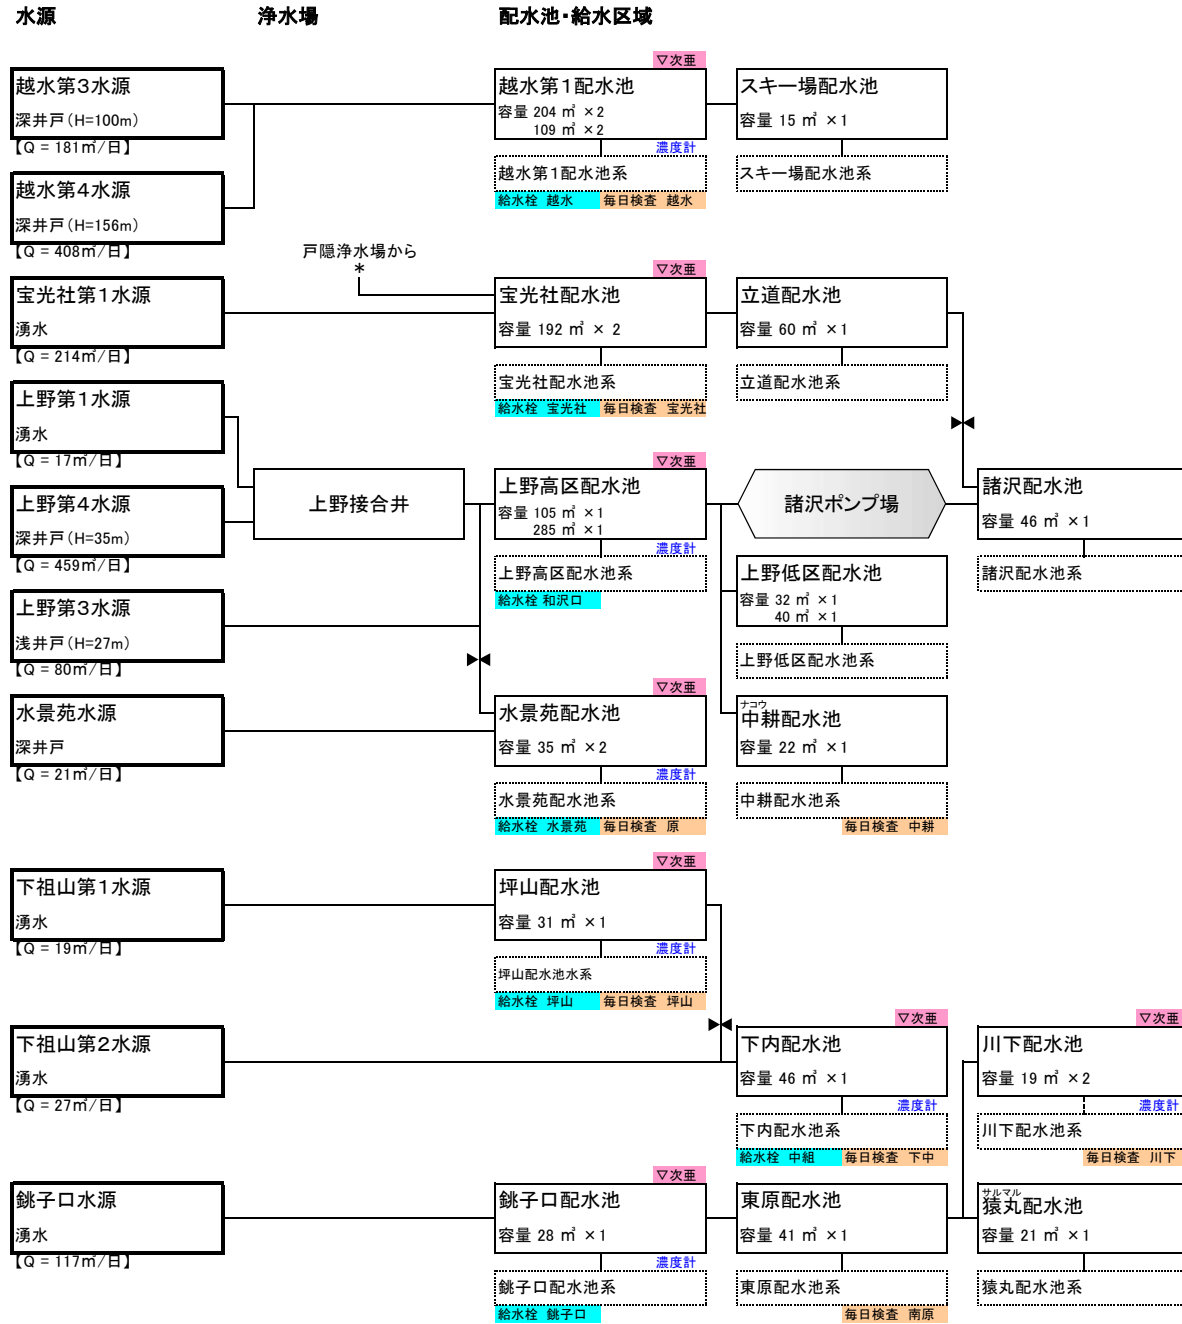 水源
浄水場
配水池・給水区域
▽次亜
越水第3水源
深井戸(H=100m)
【Q = 181㎥/日】
越水第1配水池
容量 204 ㎥ ×2
109 ㎥ ×2
濃度計
越水第1配水池系
給水栓 越水
毎日検査 越水
スキー場配水池
容量 15 ㎥ ×1
スキー場配水池系
越水第4水源
深井戸(H=156m)
【Q = 408㎥/日】
戸隠浄水場から
*
▽次亜
宝光社第1水源
湧水
【Q = 214㎥/日】
宝光社配水池
容量 192 ㎥ × 2
宝光社配水池系
給水栓 宝光社
毎日検査 宝光社
立道配水池
容量 60 ㎥ ×1
立道配水池系
上野第1水源
湧水
【Q = 17㎥/日】
▽次亜
上野第4水源
深井戸(H=35m)
【Q = 459㎥/日】
上野接合井
上野高区配水池
容量 105 ㎥ ×1
285 ㎥ ×1
濃度計
上野高区配水池系
給水栓 和沢口
諸沢ポンプ場
諸沢配水池
容量 46 ㎥ ×1
諸沢配水池系
上野低区配水池
容量 32 ㎥ ×1
40 ㎥ ×1
上野低区配水池系
上野第3水源
浅井戸(H=27m)
【Q = 80㎥/日】
▽次亜
水景苑水源
深井戸
【Q = 21㎥/日】
水景苑配水池
容量 35 ㎥ ×2
濃度計
水景苑配水池系
給水栓 水景苑
毎日検査 原
ナコウ
中耕配水池
容量 22 ㎥ ×1
中耕配水池系
毎日検査 中耕
▽次亜
下祖山第1水源
湧水
【Q = 19㎥/日】
坪山配水池
容量 31 ㎥ ×1
濃度計
坪山配水池水系
給水栓 坪山
毎日検査 坪山
▽次亜
▽次亜
下祖山第2水源
湧水
【Q = 27㎥/日】
下内配水池
容量 46 ㎥ ×1
濃度計
下内配水池系
給水栓 中組
毎日検査 下中
川下配水池
容量 19 ㎥ ×2
濃度計
川下配水池系
毎日検査 川下
▽次亜
銚子口水源
湧水
【Q = 117㎥/日】
銚子口配水池
容量 28 ㎥ ×1
濃度計
銚子口配水池系
給水栓 銚子口
東原配水池
容量 41 ㎥ ×1
東原配水池系
毎日検査 南原
サルマル
猿丸配水池
容量 21 ㎥ ×1
猿丸配水池系